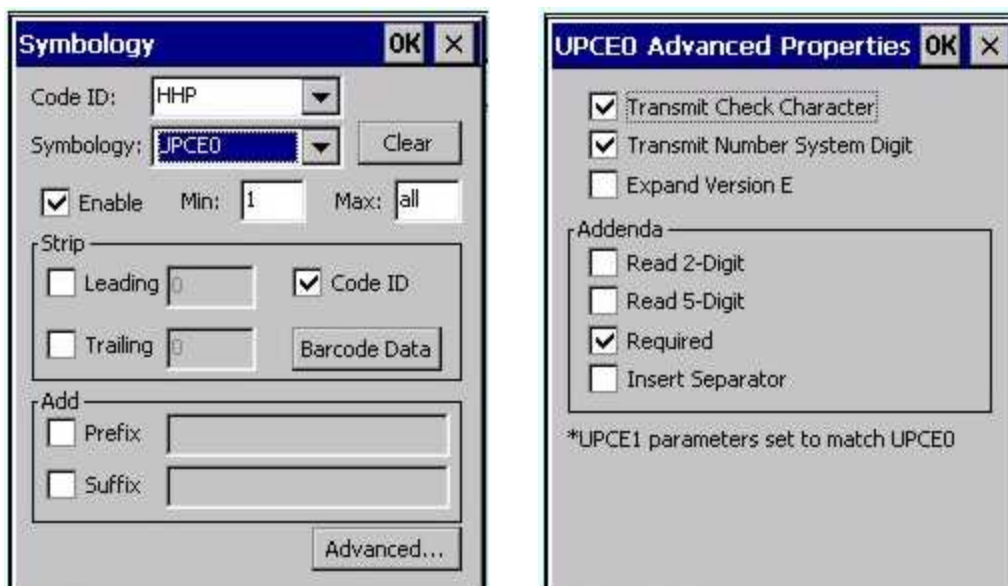 Symbology OK ×
Code ID: HHP
Symbology: UPCE0 Clear
Enable Min: 1 Max: all
Strip
Leading 0 Code ID
Trailing 0 Barcode Data
Add
Prefix
Suffix
Advanced...
UPCE0 Advanced Properties OK ×
Transmit Check Character
Transmit Number System Digit
Expand Version E
Addenda
Read 2-Digit
Read 5-Digit
Required
Insert Separator
*UPCE1 parameters set to match UPCE0